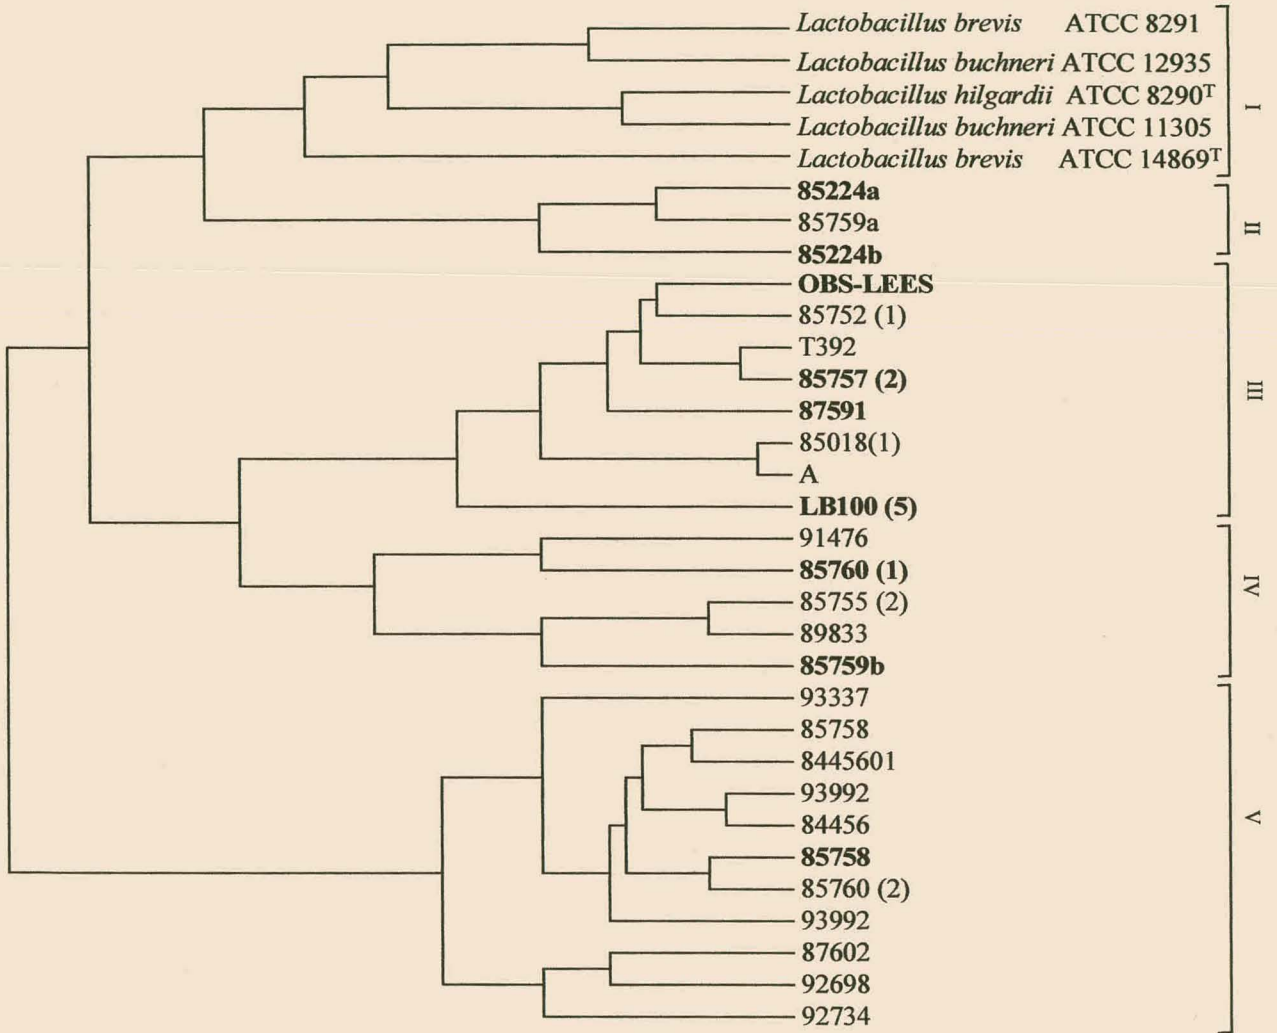 Lactobacillus brevis ATCC 8291
Lactobacillus buchneri ATCC 12935
Lactobacillus hilgardii ATCC 8290ᵀ
Lactobacillus buchneri ATCC 11305
Lactobacillus brevis ATCC 14869ᵀ
I
85224a
85759a
85224b
II
OBS-LEES
85752 (1)
T392
85757 (2)
87591
85018(1)
A
LB100 (5)
III
91476
85760 (1)
85755 (2)
89833
85759b
IV
93337
85758
8445601
93992
84456
85758
85760 (2)
93992
87602
92698
92734
V